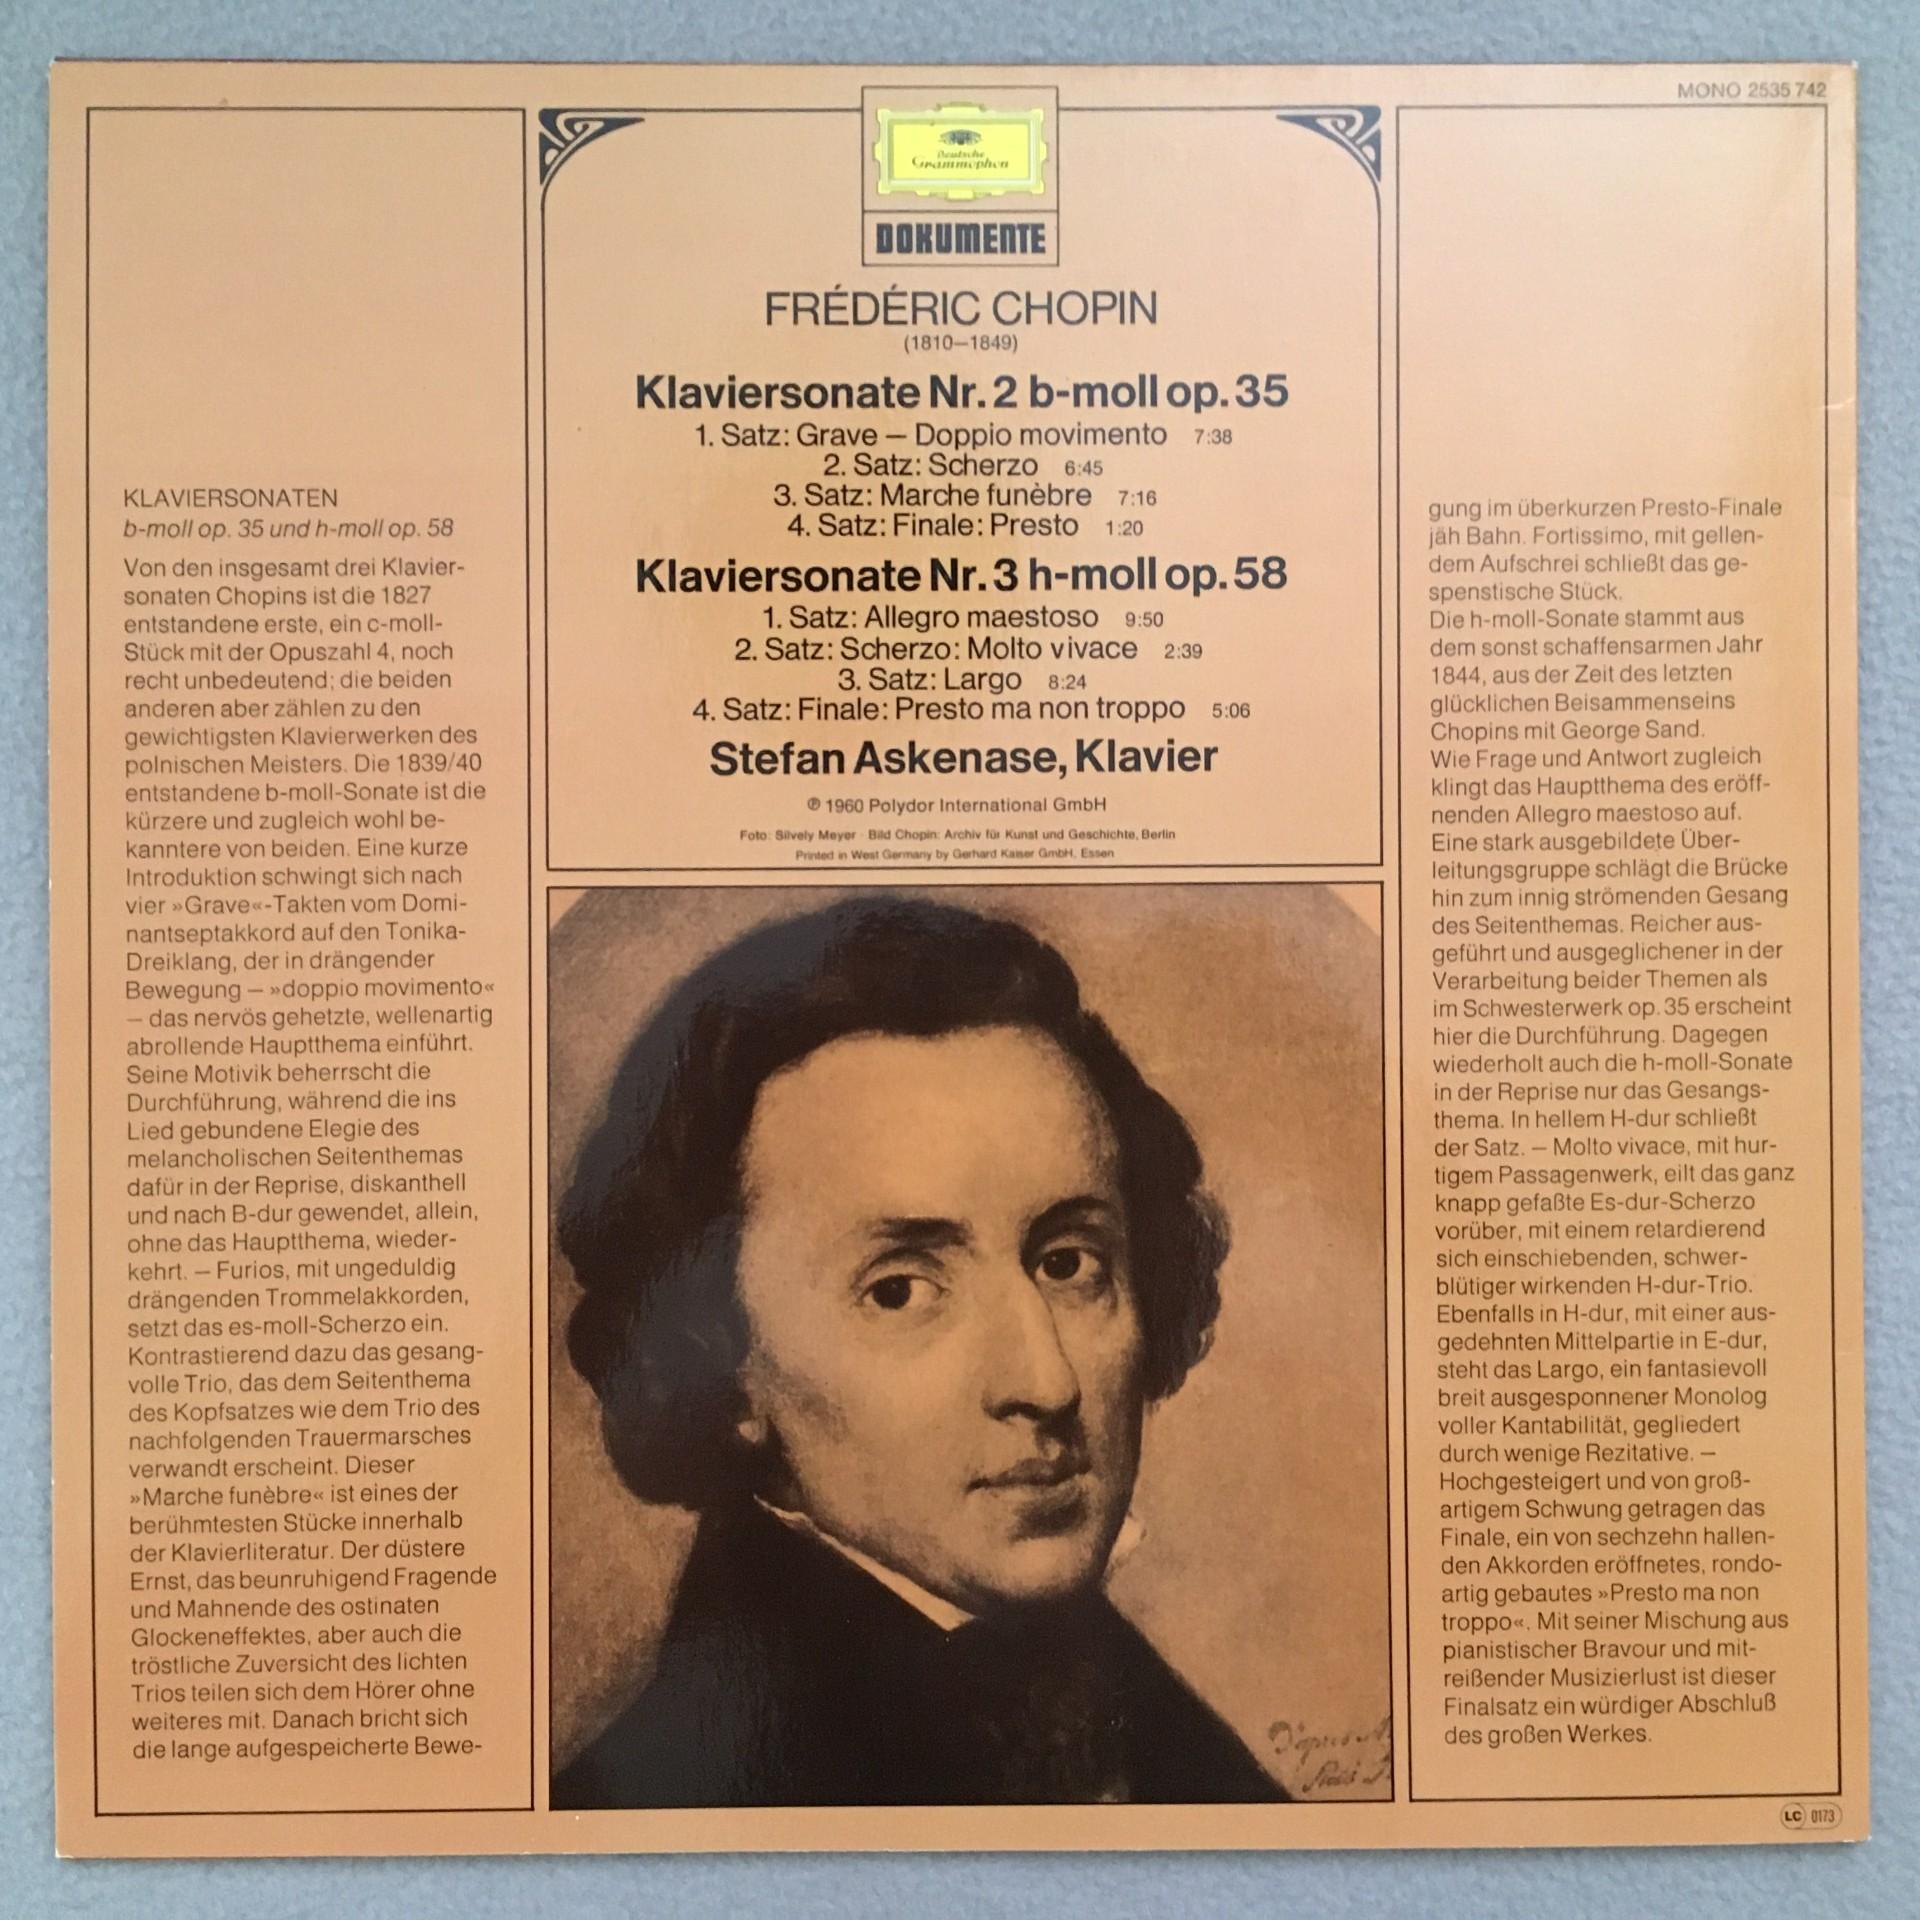 MONO 2535 742
Deutsche
Grammophon
DOKUMENTE
FRÉDÉRIC CHOPIN
(1810–1849)
Klaviersonate Nr. 2 b-moll op. 35
1. Satz: Grave – Doppio movimento 7:38
2. Satz: Scherzo 6:45
3. Satz: Marche funèbre 7:16
4. Satz: Finale: Presto 1:20
Klaviersonate Nr. 3 h-moll op. 58
1. Satz: Allegro maestoso 9:50
2. Satz: Scherzo: Molto vivace 2:39
3. Satz: Largo 8:24
4. Satz: Finale: Presto ma non troppo 5:06
Stefan Askenase, Klavier
℗ 1960 Polydor International GmbH
Foto: Silvely Meyer · Bild Chopin: Archiv für Kunst und Geschichte, Berlin
Printed in West Germany by Gerhard Kaiser GmbH, Essen
KLAVIERSONATEN
b-moll op. 35 und h-moll op. 58
Von den insgesamt drei Klavier-
sonaten Chopins ist die 1827
entstandene erste, ein c-moll-
Stück mit der Opuszahl 4, noch
recht unbedeutend; die beiden
anderen aber zählen zu den
gewichtigsten Klavierwerken des
polnischen Meisters. Die 1839/40
entstandene b-moll-Sonate ist die
kürzere und zugleich wohl be-
kanntere von beiden. Eine kurze
Introduktion schwingt sich nach
vier »Grave«-Takten vom Domi-
nantseptakkord auf den Tonika-
Dreiklang, der in drängender
Bewegung – »doppio movimento«
– das nervös gehetzte, wellenartig
abrollende Hauptthema einführt.
Seine Motivik beherrscht die
Durchführung, während die ins
Lied gebundene Elegie des
melancholischen Seitenthemas
dafür in der Reprise, diskanthell
und nach B-dur gewendet, allein,
ohne das Hauptthema, wieder-
kehrt. – Furios, mit ungeduldig
drängenden Trommelakkorden,
setzt das es-moll-Scherzo ein.
Kontrastierend dazu das gesang-
volle Trio, das dem Seitenthema
des Kopfsatzes wie dem Trio des
nachfolgenden Trauermarsches
verwandt erscheint. Dieser
»Marche funèbre« ist eines der
berühmtesten Stücke innerhalb
der Klavierliteratur. Der düstere
Ernst, das beunruhigend Fragende
und Mahnende des ostinaten
Glockeneffektes, aber auch die
tröstliche Zuversicht des lichten
Trios teilen sich dem Hörer ohne
weiteres mit. Danach bricht sich
die lange aufgespeicherte Bewe-
gung im überkurzen Presto-Finale
jäh Bahn. Fortissimo, mit gellen-
dem Aufschrei schließt das ge-
spenstische Stück.
Die h-moll-Sonate stammt aus
dem sonst schaffensarmen Jahr
1844, aus der Zeit des letzten
glücklichen Beisammenseins
Chopins mit George Sand.
Wie Frage und Antwort zugleich
klingt das Hauptthema des eröff-
nenden Allegro maestoso auf.
Eine stark ausgebildete Über-
leitungsgruppe schlägt die Brücke
hin zum innig strömenden Gesang
des Seitenthemas. Reicher aus-
geführt und ausgeglichener in der
Verarbeitung beider Themen als
im Schwesterwerk op. 35 erscheint
hier die Durchführung. Dagegen
wiederholt auch die h-moll-Sonate
in der Reprise nur das Gesangs-
thema. In hellem H-dur schließt
der Satz. – Molto vivace, mit hur-
tigem Passagenwerk, eilt das ganz
knapp gefaßte Es-dur-Scherzo
vorüber, mit einem retardierend
sich einschiebenden, schwer-
blütiger wirkenden H-dur-Trio.
Ebenfalls in H-dur, mit einer aus-
gedehnten Mittelpartie in E-dur,
steht das Largo, ein fantasievoll
breit ausgesponnener Monolog
voller Kantabilität, gegliedert
durch wenige Rezitative. –
Hochgesteigert und von groß-
artigem Schwung getragen das
Finale, ein von sechzehn hallen-
den Akkorden eröffnetes, rondo-
artig gebautes »Presto ma non
troppo«. Mit seiner Mischung aus
pianistischer Bravour und mit-
reißender Musizierlust ist dieser
Finalsatz ein würdiger Abschluß
des großen Werkes.
LC 0173